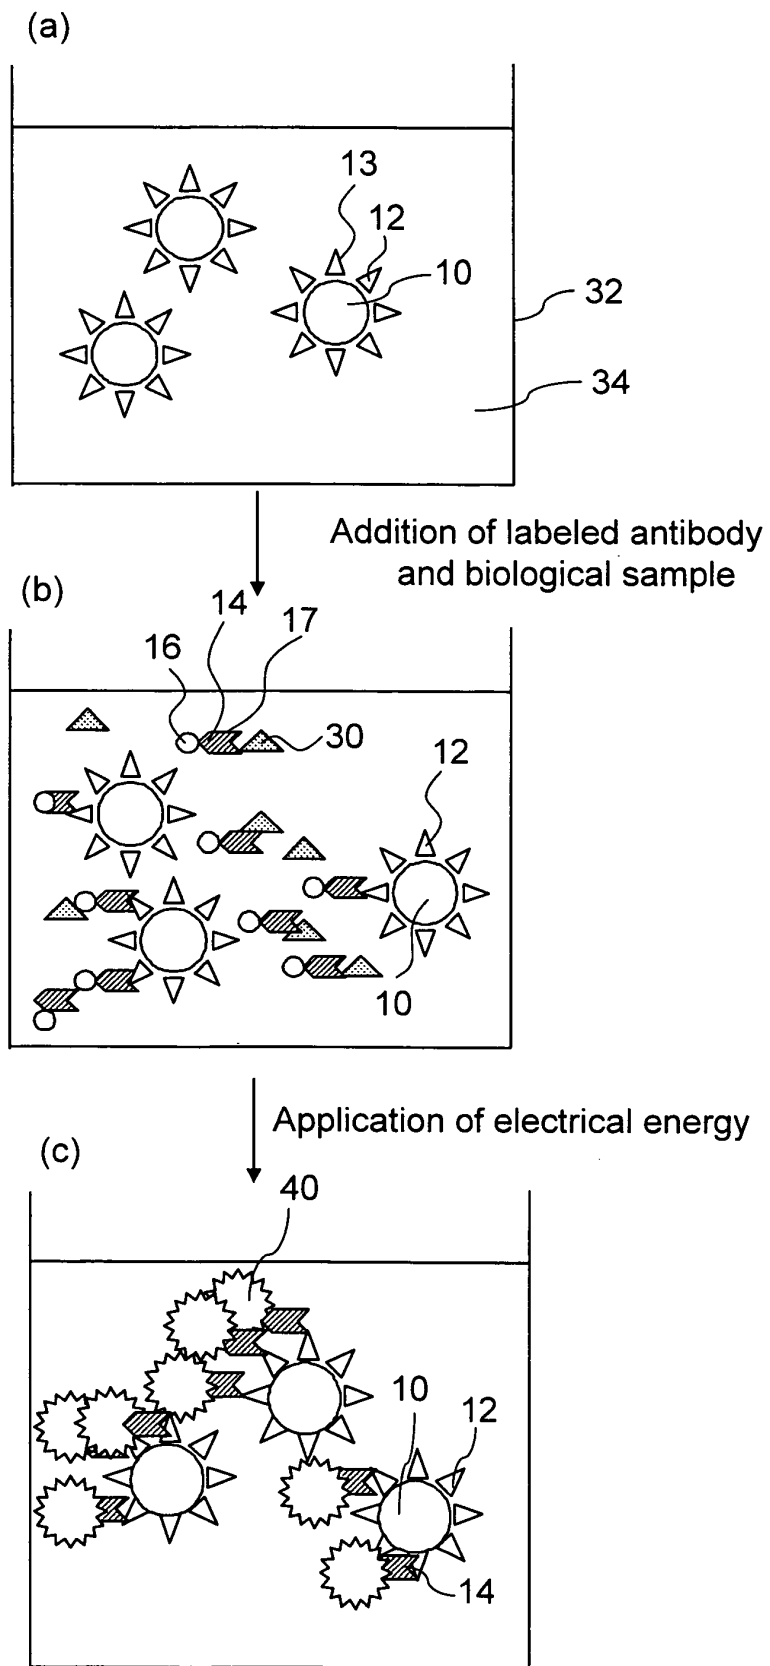 (a)
13
12
10
32
34
Addition of labeled antibody
and biological sample
(b)
14
17
16
30
12
10
Application of electrical energy
(c)
40
10
12
14